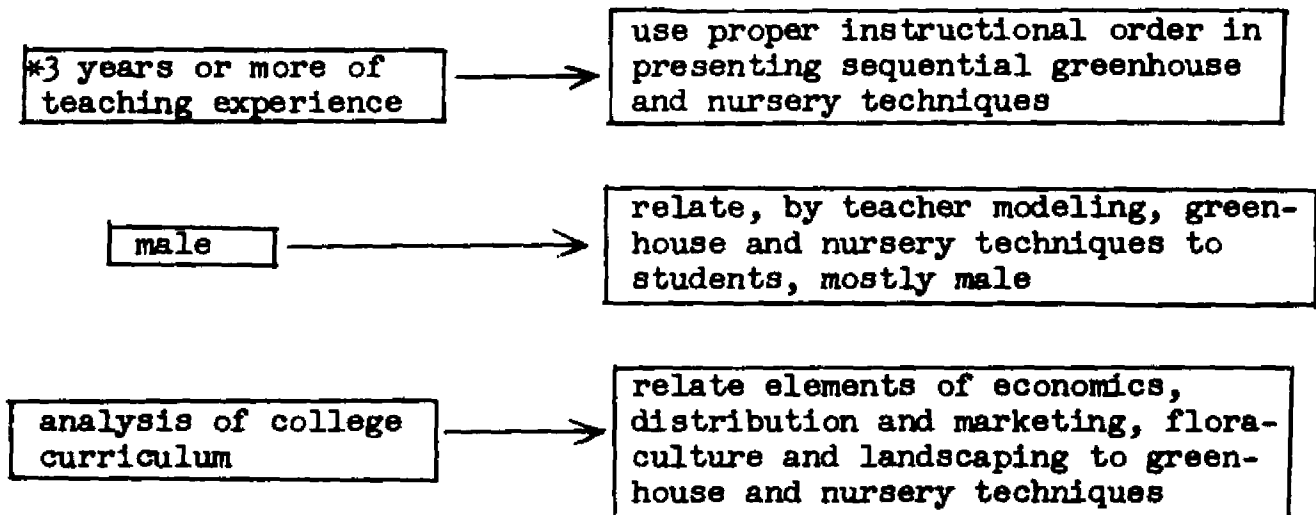 *3 years or more of
teaching experience
use proper instructional order in
presenting sequential greenhouse
and nursery techniques
male
relate, by teacher modeling, green-
house and nursery techniques to
students, mostly male
analysis of college
curriculum
relate elements of economics,
distribution and marketing, flora-
culture and landscaping to green-
house and nursery techniques